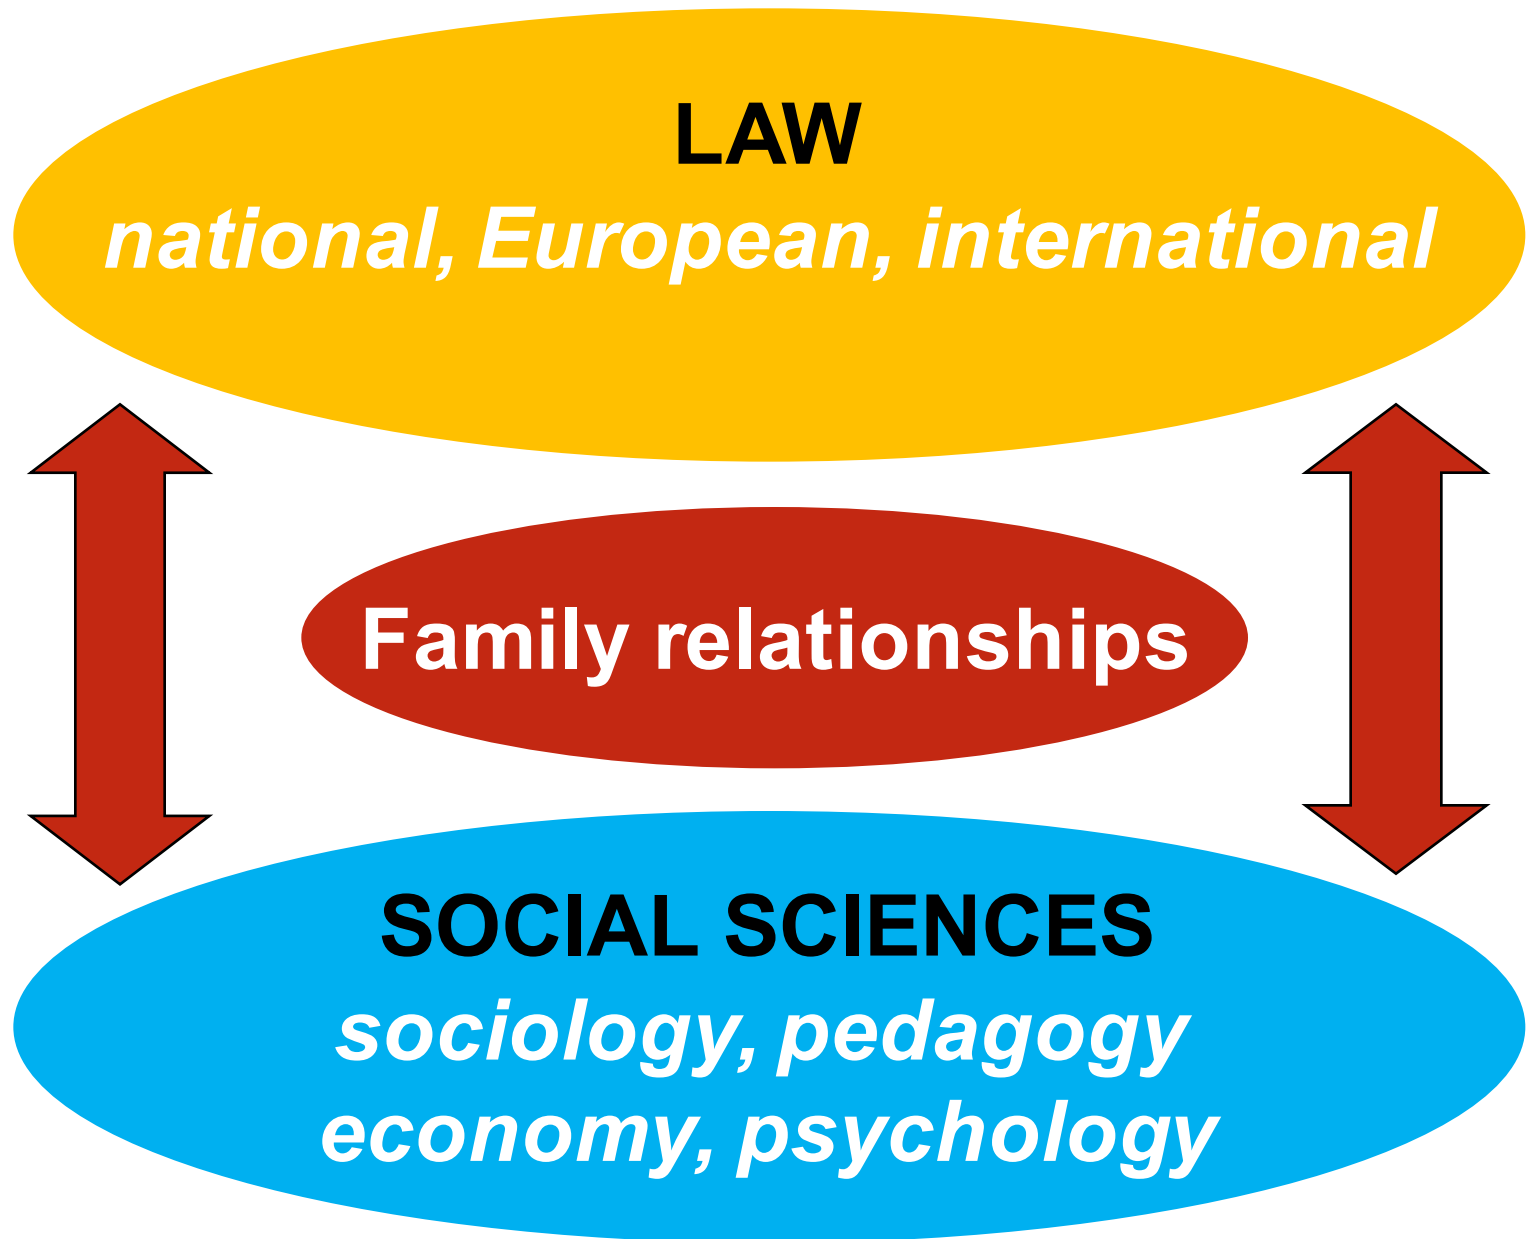 LAW
national, European, international
Family relationships
SOCIAL SCIENCES
sociology, pedagogy
economy, psychology